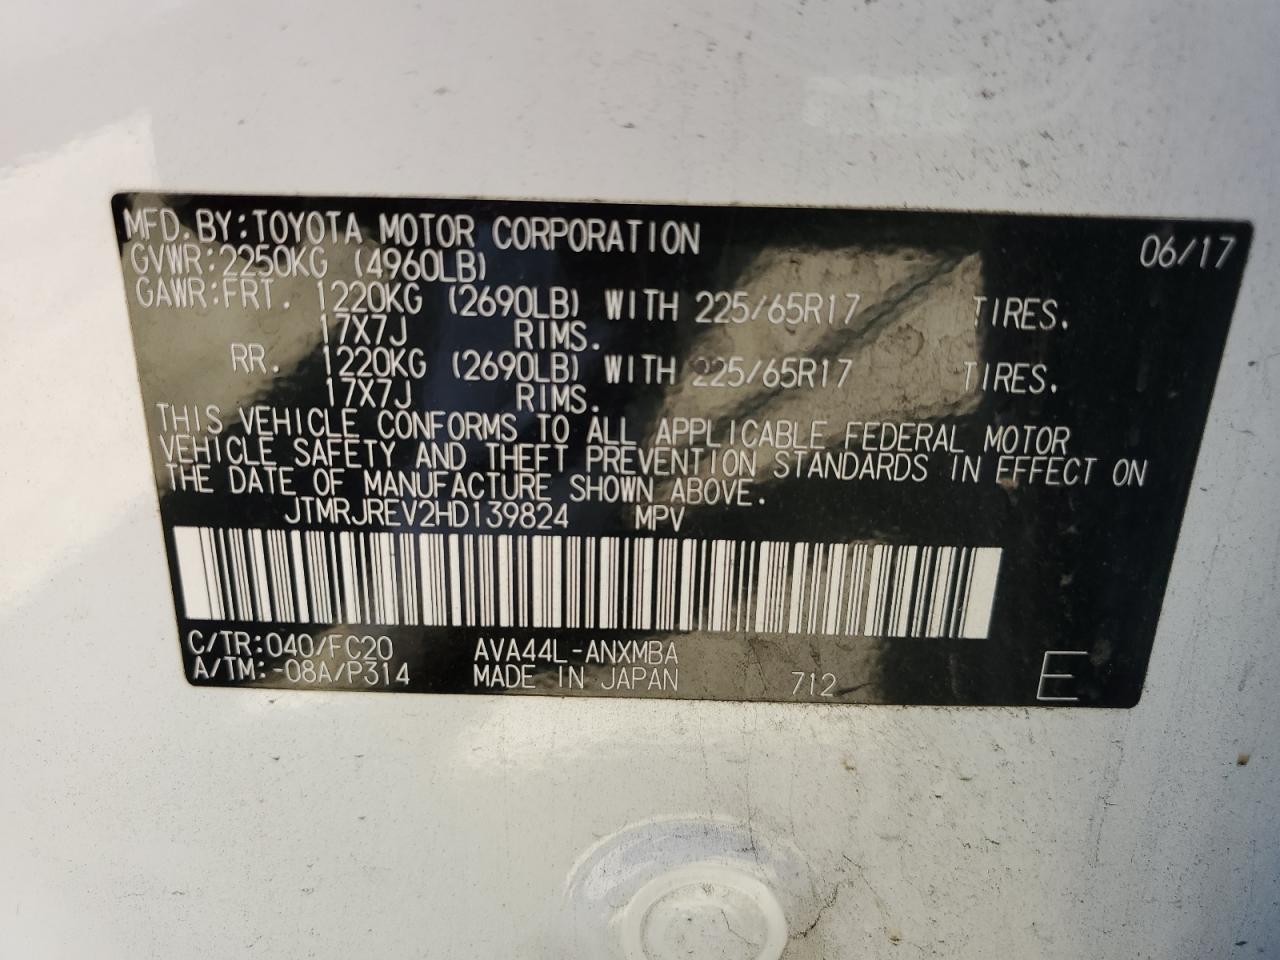 MFD. BY: TOYOTA MOTOR CORPORATION 06/17
GVWR: 2250KG (4960LB)
GAWR: FRT. 1220KG (2690LB) WITH 225/65R17 TIRES.
17X7J RIMS.
RR. 1220KG (2690LB) WITH 225/65R17 TIRES.
17X7J RIMS.
THIS VEHICLE CONFORMS TO ALL APPLICABLE FEDERAL MOTOR
VEHICLE SAFETY AND THEFT PREVENTION STANDARDS IN EFFECT ON
THE DATE OF MANUFACTURE SHOWN ABOVE.
JTMRJREV2HD139824 MPV
C/TR: 040/FC20 AVA44L-ANXMBA
A/TM: -08A/P314 MADE IN JAPAN 712 E